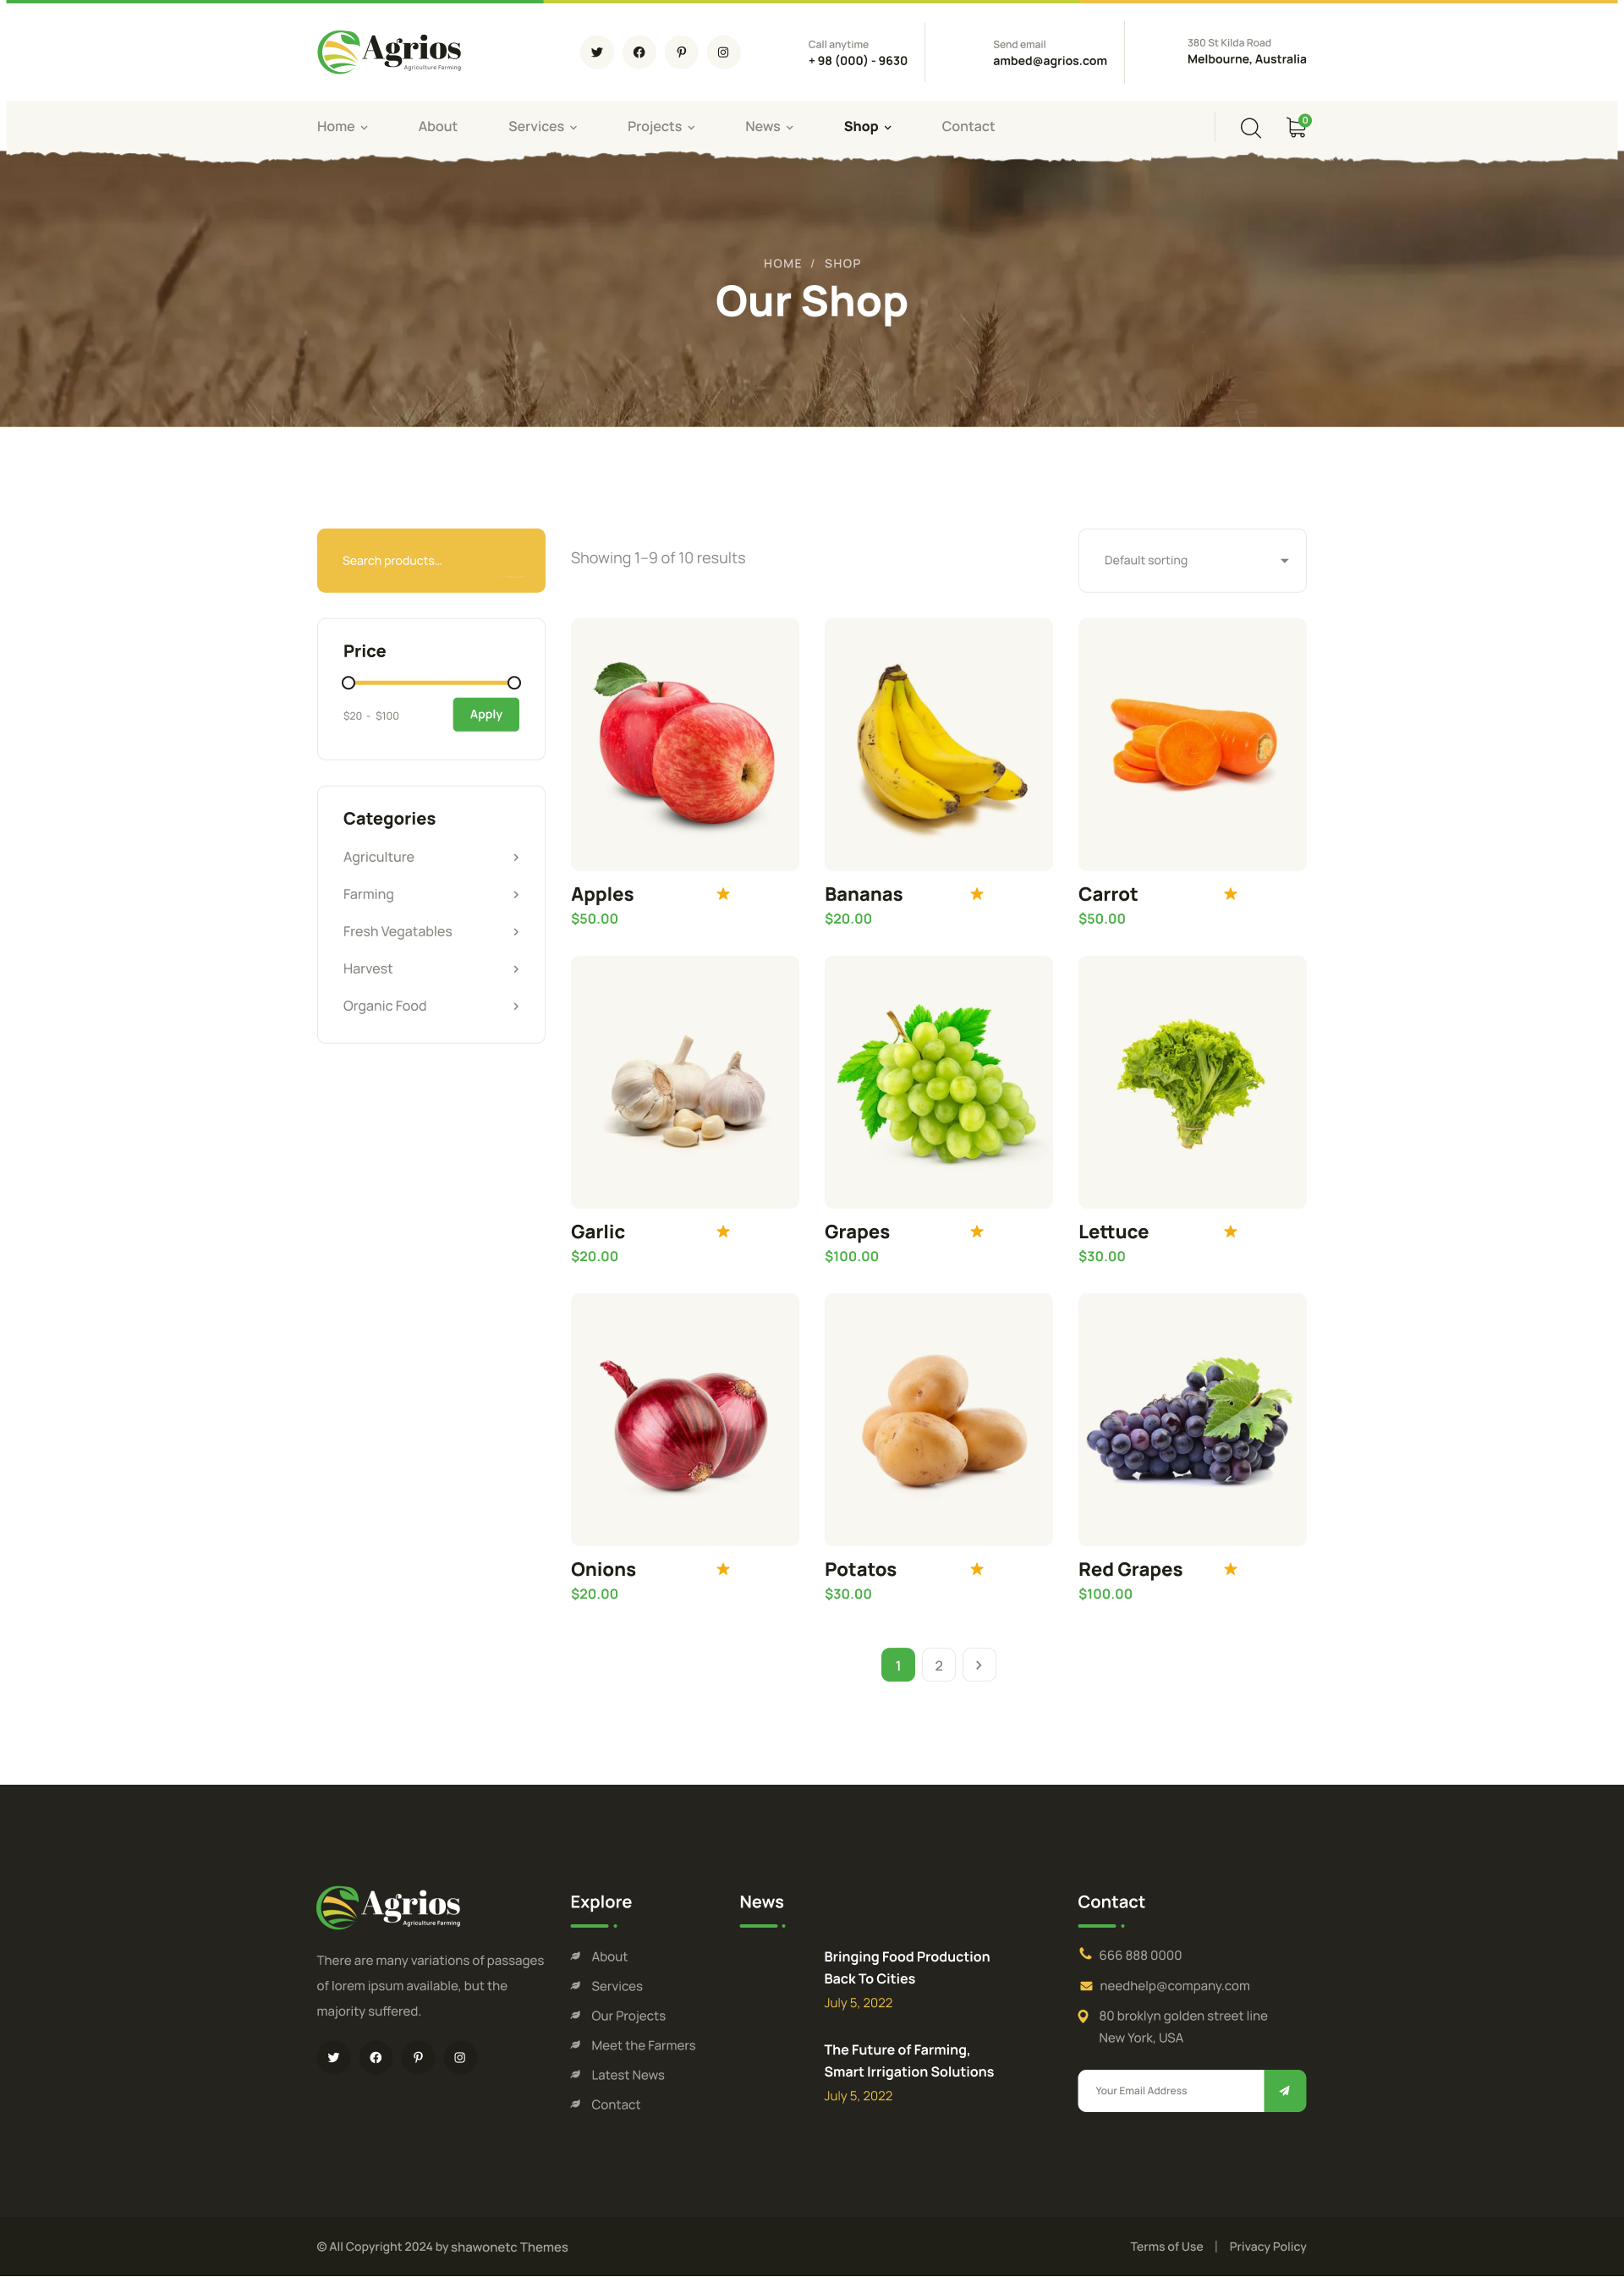 Agrios
Agriculture Farming
Call anytime
+ 98 (000) - 9630
Send email
ambed@agrios.com
380 St Kilda Road
Melbourne, Australia
Home
About
Services
Projects
News
Shop
Contact
0
HOME / SHOP
Our Shop
Search products...
Showing 1–9 of 10 results
Default sorting
Price
$20 - $100
Apply
Categories
Agriculture
Farming
Fresh Vegatables
Harvest
Organic Food
Apples
$50.00
Bananas
$20.00
Carrot
$50.00
Garlic
$20.00
Grapes
$100.00
Lettuce
$30.00
Onions
$20.00
Potatos
$30.00
Red Grapes
$100.00
1
2
Agrios
Agriculture Farming
There are many variations of passages
of lorem ipsum available, but the
majority suffered.
Explore
About
Services
Our Projects
Meet the Farmers
Latest News
Contact
News
Bringing Food Production
Back To Cities
July 5, 2022
The Future of Farming,
Smart Irrigation Solutions
July 5, 2022
Contact
666 888 0000
needhelp@company.com
80 broklyn golden street line
New York, USA
Your Email Address
© All Copyright 2024 by shawonetc Themes
Terms of Use | Privacy Policy